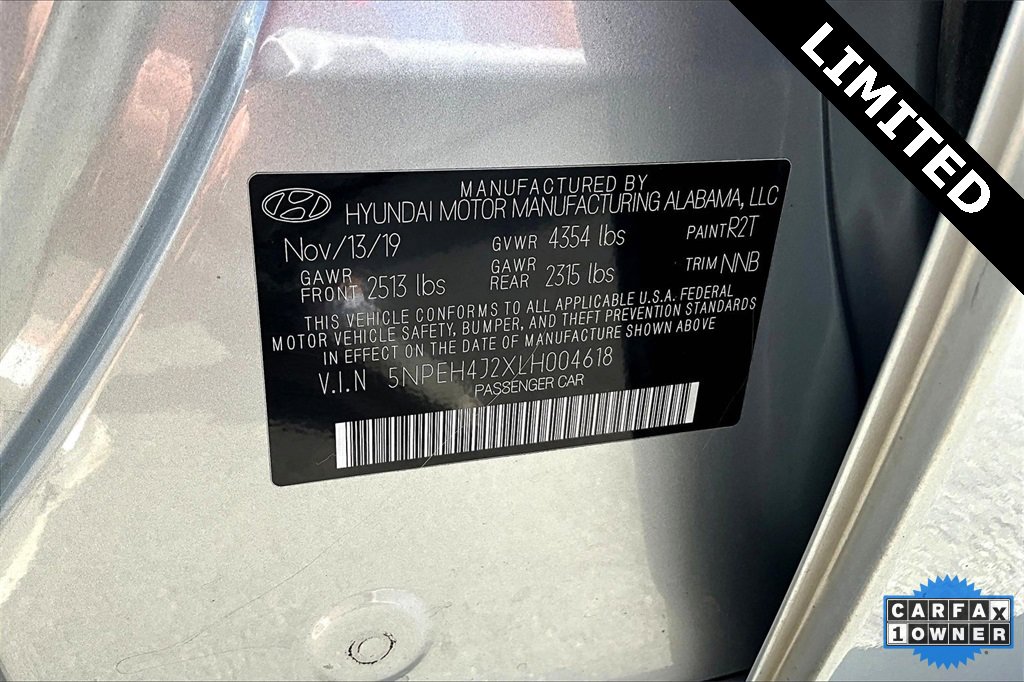 LIMITED
MANUFACTURED BY
HYUNDAI MOTOR MANUFACTURING ALABAMA, LLC
Nov/13/19 GVWR 4354 lbs PAINT R2T
GAWR FRONT 2513 lbs GAWR REAR 2315 lbs TRIM NNB
THIS VEHICLE CONFORMS TO ALL APPLICABLE U.S.A. FEDERAL
MOTOR VEHICLE SAFETY, BUMPER, AND THEFT PREVENTION STANDARDS
IN EFFECT ON THE DATE OF MANUFACTURE SHOWN ABOVE
V.I.N 5NPEH4J2XLH004618
PASSENGER CAR
CARFAX
1 OWNER